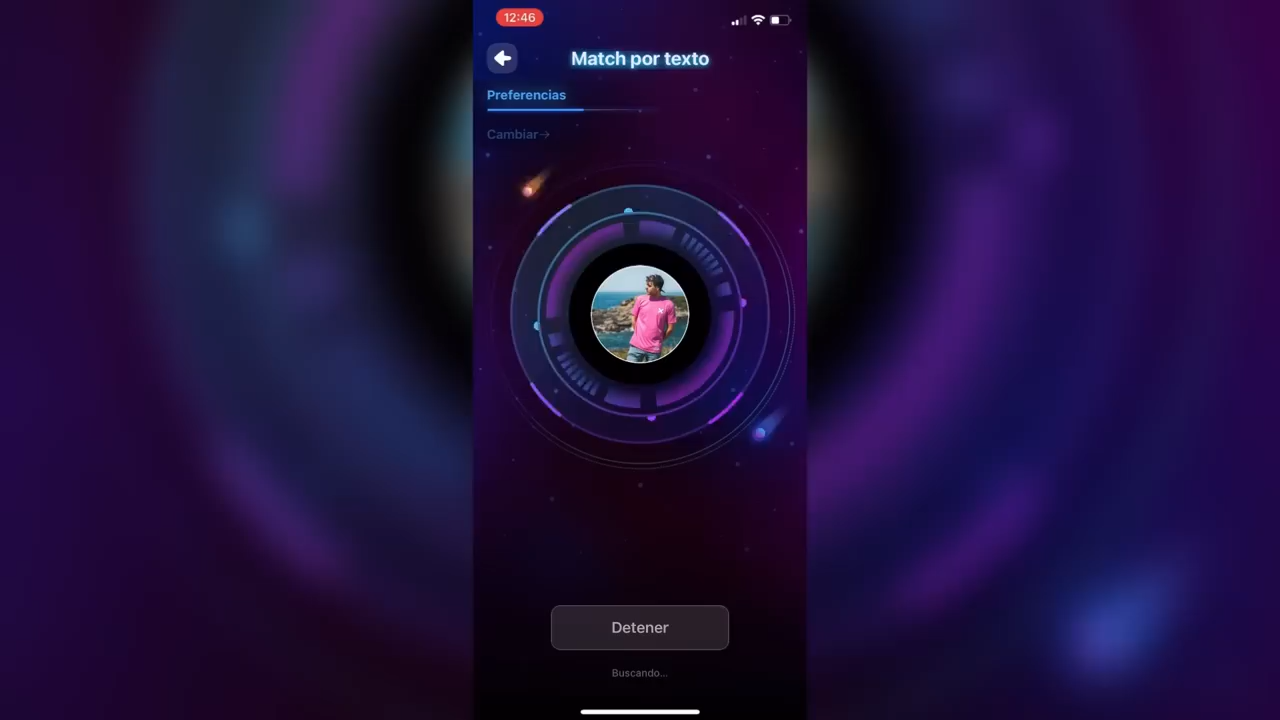 12:46
Match por texto
Preferencias
Cambiar→
Detener
Buscando...